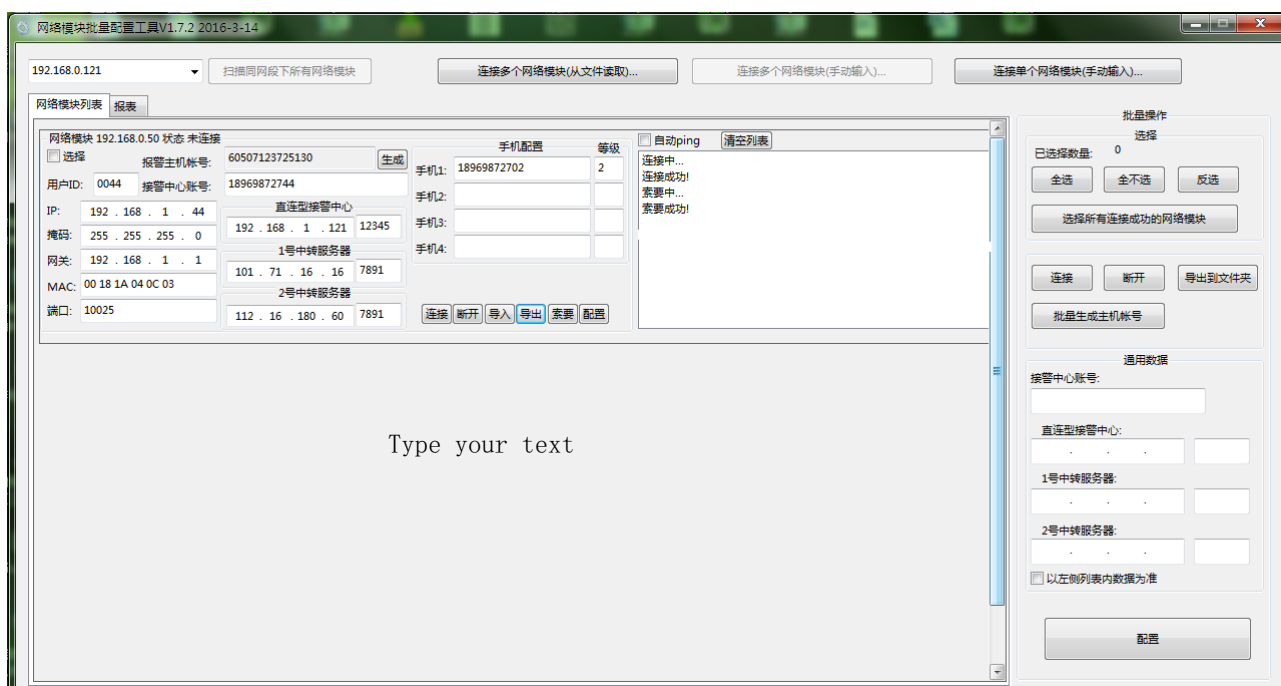 网络模块批量配置工具V1.7.2 2016-3-14
192.168.0.121 扫描同网段下所有网络模块 连接多个网络模块(从文件读取)... 连接多个网络模块(手动输入)... 连接单个网络模块(手动输入)...
网络模块列表 报表
网络模块 192.168.0.50 状态 未连接
选择 报警主机帐号: 60507123725130 生成
用户ID: 0044 接警中心账号: 18969872744
IP: 192 . 168 . 1 . 44
掩码: 255 . 255 . 255 . 0
网关: 192 . 168 . 1 . 1
MAC: 00 18 1A 04 0C 03
端口: 10025
直连型接警中心
192 . 168 . 1 . 121 12345
1号中转服务器
101 . 71 . 16 . 16 7891
2号中转服务器
112 . 16 . 180 . 60 7891
手机配置 等级
手机1: 18969872702 2
手机2:
手机3:
手机4:
连接 断开 导入 导出 索要 配置
自动ping 清空列表
连接中...
连接成功!
索要中...
索要成功!
Type your text
批量操作
选择
已选择数量: 0
全选 全不选 反选
选择所有连接成功的网络模块
连接 断开 导出到文件夹
批量生成主机帐号
通用数据
接警中心账号:
直连型接警中心:
. . .
1号中转服务器:
. . .
2号中转服务器:
. . .
以左侧列表内数据为准
配置